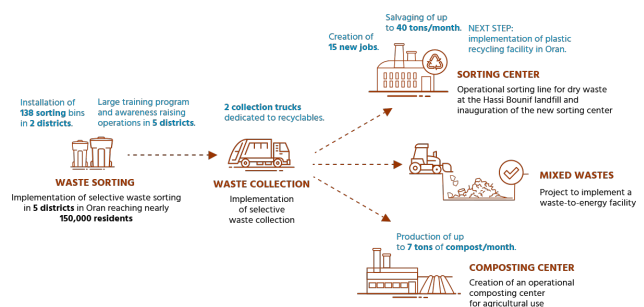 Installation of
138 sorting bins
in 2 districts.
Large training program
and awareness raising
operations in 5 districts.
WASTE SORTING
Implementation of selective waste sorting
in 5 districts in Oran reaching nearly
150,000 residents
2 collection trucks
dedicated to recyclables.
WASTE COLLECTION
Implementation
of selective
waste collection
Creation of
15 new jobs.
Salvaging of up
to 40 tons/month.
NEXT STEP:
implementation of plastic
recycling facility in Oran.
SORTING CENTER
Operational sorting line for dry waste
at the Hassi Bounif landfill and
inauguration of the new sorting center
MIXED WASTES
Project to implement a
waste-to-energy facility
Production of up
to 7 tons of compost/month.
COMPOSTING CENTER
Creation of an operational
composting center
for agricultural use